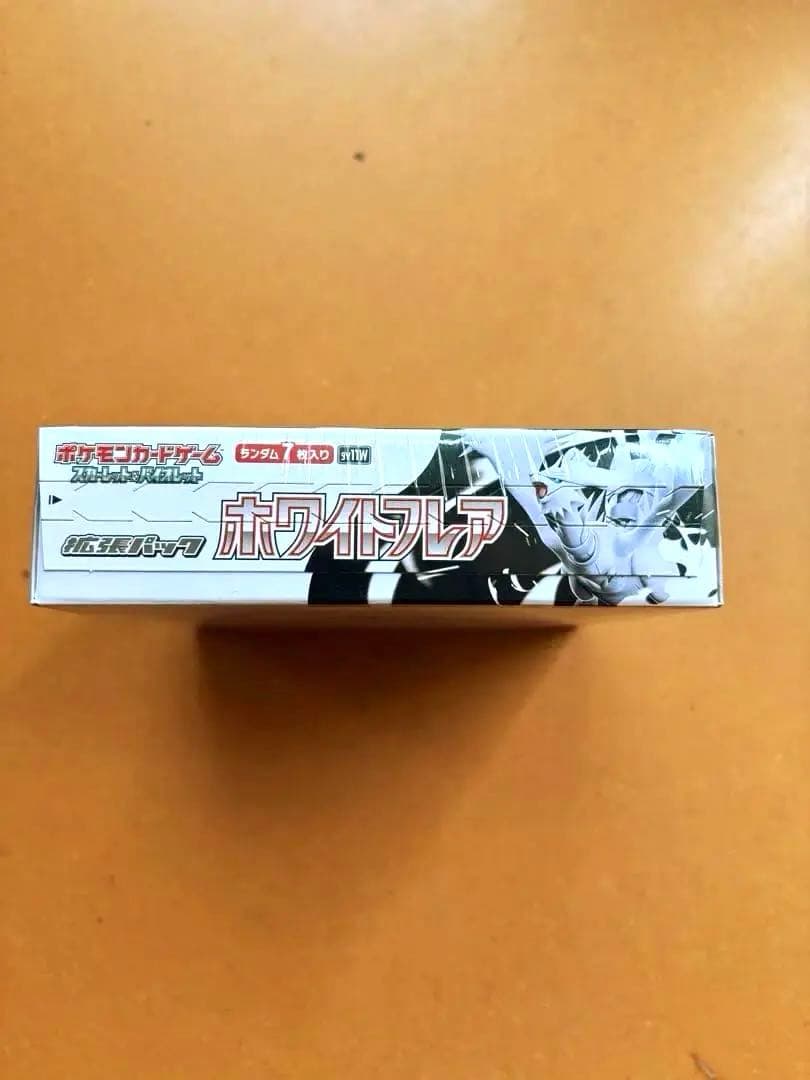 ポケモンカードゲーム
スカーレット&バイオレット
ランダム7枚入り
SV11W
拡張パック
ホワイトフレア